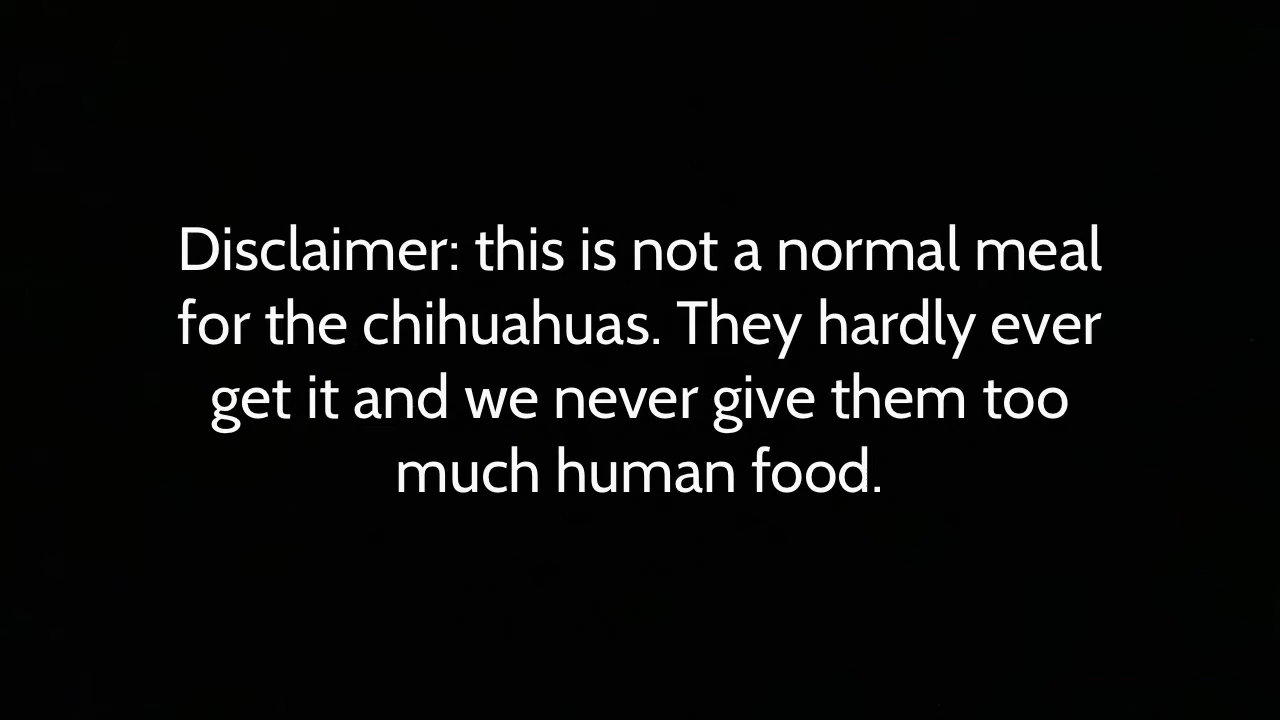 Disclaimer: this is not a normal meal
for the chihuahuas. They hardly ever
get it and we never give them too
much human food.